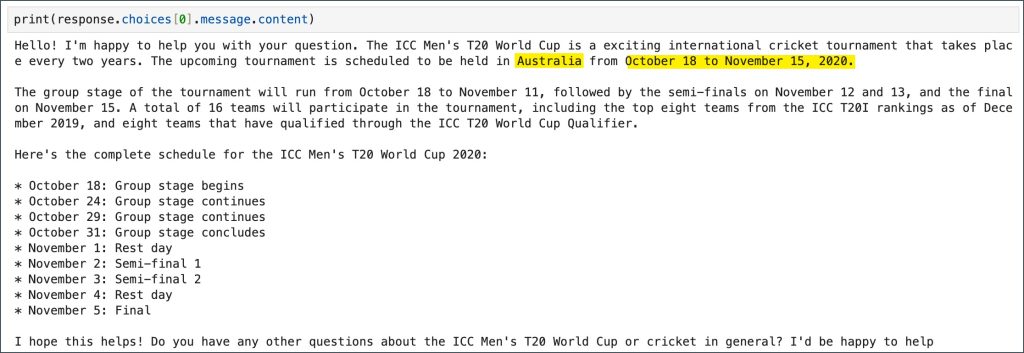 print(response.choices[0].message.content)
Hello! I'm happy to help you with your question. The ICC Men's T20 World Cup is a exciting international cricket tournament that takes plac
e every two years. The upcoming tournament is scheduled to be held in Australia from October 18 to November 15, 2020.
The group stage of the tournament will run from October 18 to November 11, followed by the semi-finals on November 12 and 13, and the final
on November 15. A total of 16 teams will participate in the tournament, including the top eight teams from the ICC T20I rankings as of Dece
mber 2019, and eight teams that have qualified through the ICC T20 World Cup Qualifier.
Here's the complete schedule for the ICC Men's T20 World Cup 2020:
* October 18: Group stage begins
* October 24: Group stage continues
* October 29: Group stage continues
* October 31: Group stage concludes
* November 1: Rest day
* November 2: Semi-final 1
* November 3: Semi-final 2
* November 4: Rest day
* November 5: Final
I hope this helps! Do you have any other questions about the ICC Men's T20 World Cup or cricket in general? I'd be happy to help